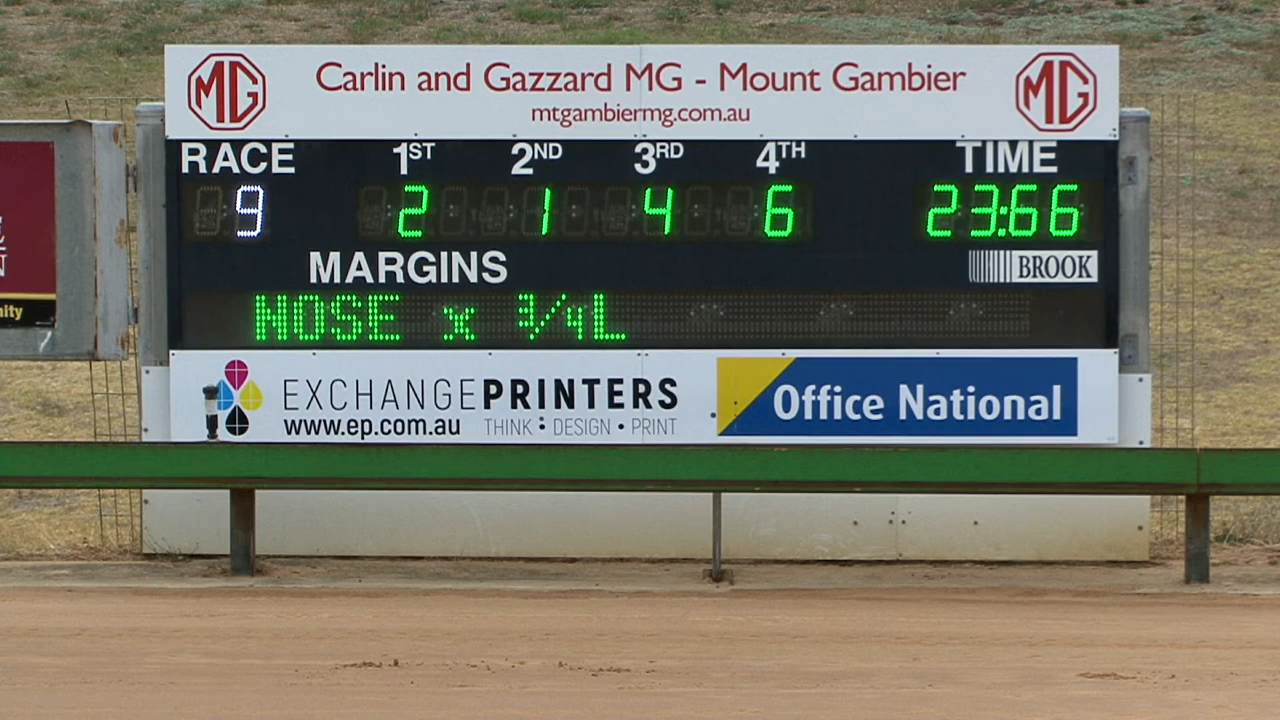 MG Carlin and Gazzard MG - Mount Gambier MG
mtgambiermg.com.au
RACE 1ST 2ND 3RD 4TH TIME
9 2 1 4 6 23:66
MARGINS
BROOK
NOSE x 3/4L
EXCHANGEPRINTERS
www.ep.com.au THINK : DESIGN • PRINT
Office National